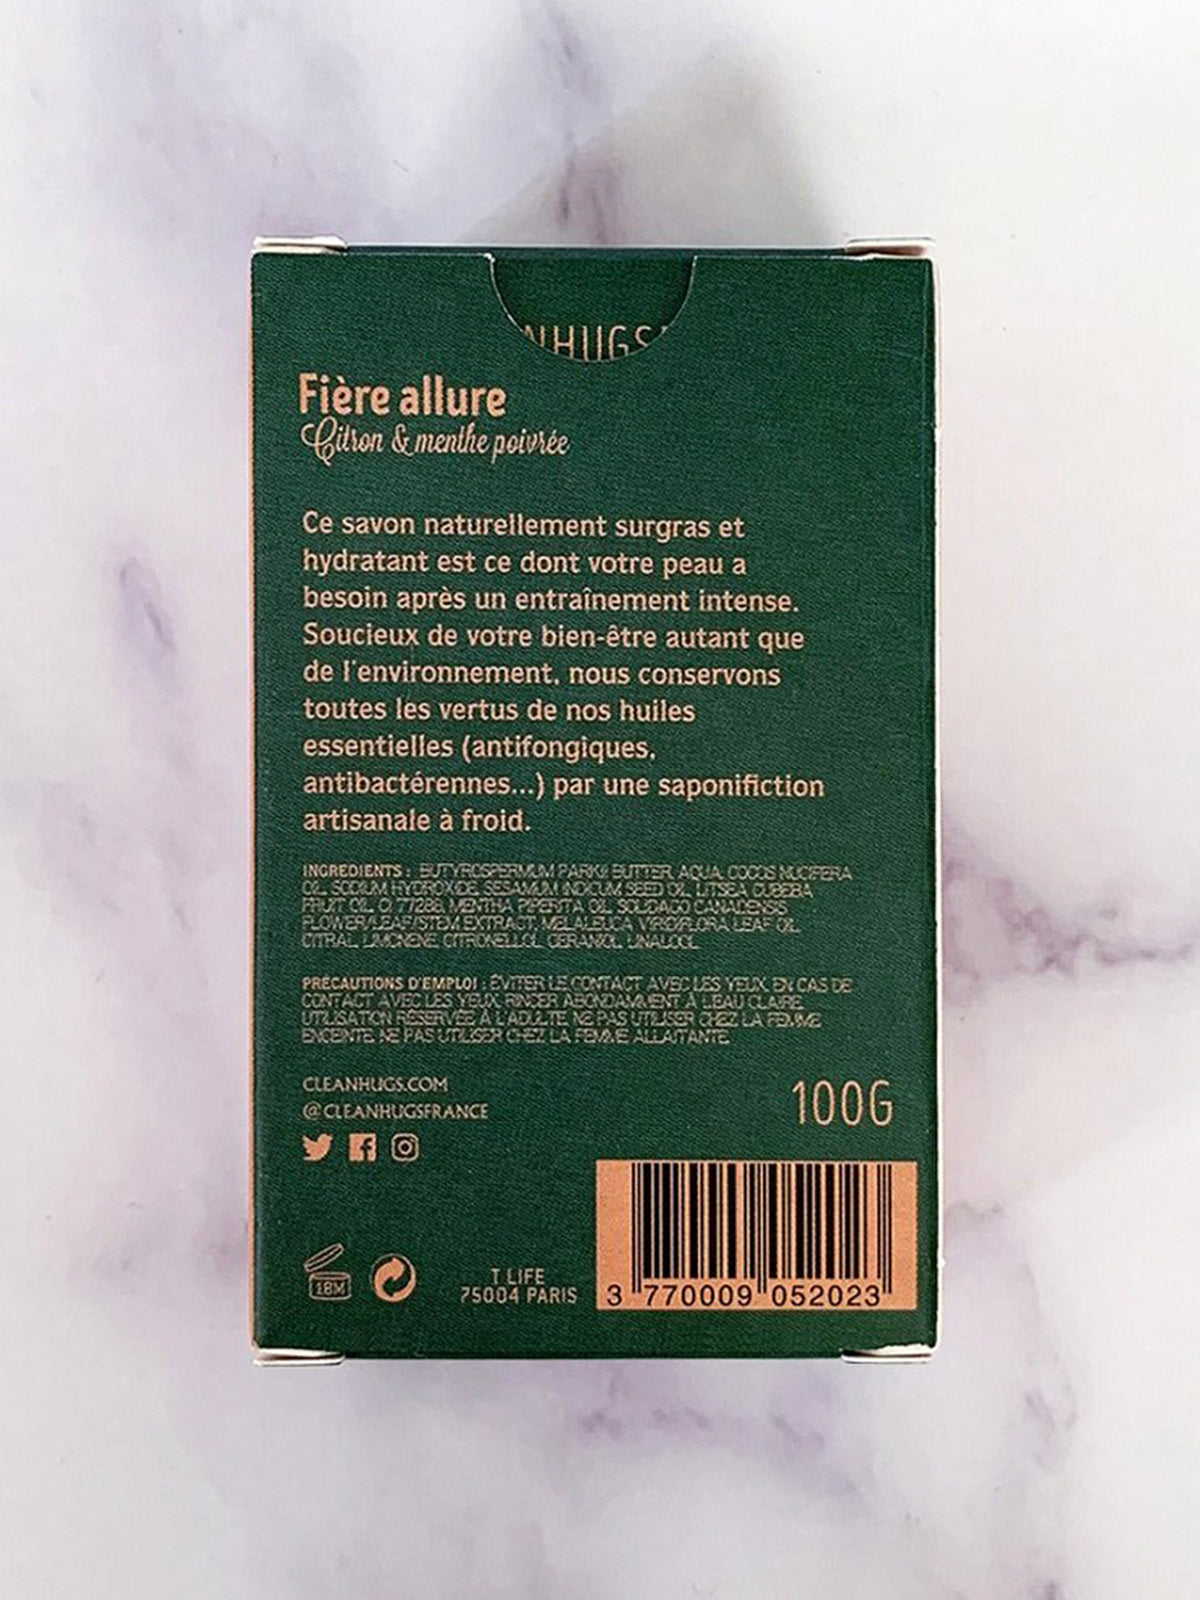 NHUGS
Fière allure
Citron & menthe poivrée
Ce savon naturellement surgras et
hydratant est ce dont votre peau a
besoin après un entraînement intense.
Soucieux de votre bien-être autant que
de l'environnement, nous conservons
toutes les vertus de nos huiles
essentielles (antifongiques,
antibactérennes...) par une saponifiction
artisanale à froid.
INGREDIENTS : BUTYROSPERMUM PARKII BUTTER, AQUA, COCOS NUCIFERA
OIL, SODIUM HYDROXIDE, SESAMUM INDICUM SEED OIL, LITSEA CUBEBA
FRUIT OIL, CI 77288, MENTHA PIPERITA OIL, SOLIDAGO CANADENSIS
FLOWER/LEAF/STEM EXTRACT, MELALEUCA VIRIDIFLORA LEAF OIL,
CITRAL, LIMONENE, CITRONELLOL, GERANIOL, LINALOOL.
PRÉCAUTIONS D'EMPLOI : ÉVITER LE CONTACT AVEC LES YEUX, EN CAS DE
CONTACT AVEC LES YEUX, RINCER ABONDAMMENT À L'EAU CLAIRE.
UTILISATION RÉSERVÉE À L'ADULTE. NE PAS UTILISER CHEZ LA FEMME
ENCEINTE. NE PAS UTILISER CHEZ LA FEMME ALLAITANTE.
CLEANHUGS.COM
@CLEANHUGSFRANCE
100G
18M
T LIFE
75004 PARIS
3 770009 052023